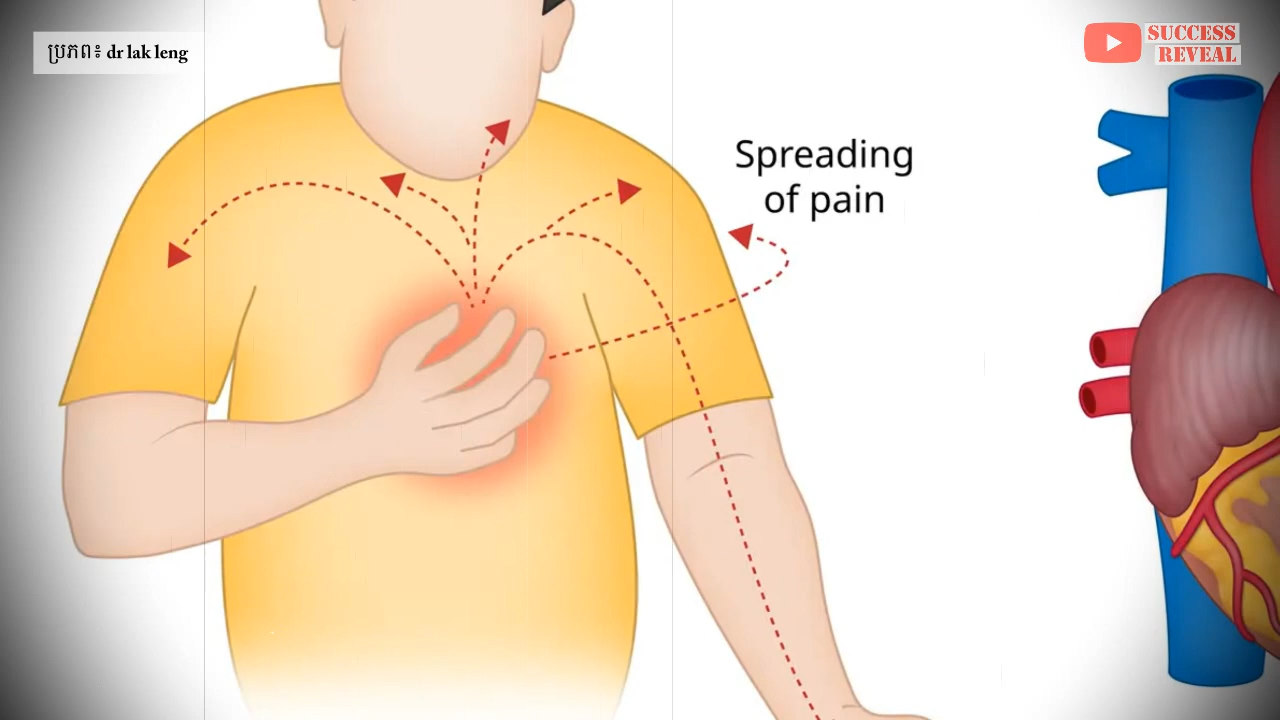 ប្រភព៖ dr lak leng
SUCCESS
REVEAL
Spreading
of pain